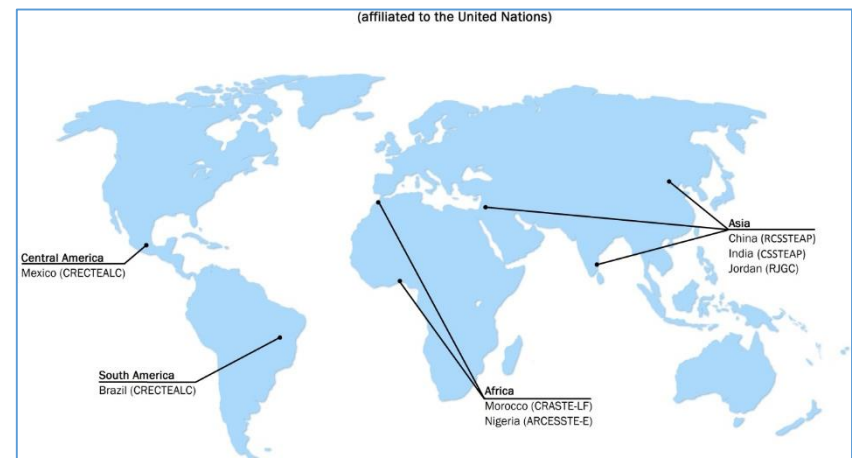 (affiliated to the United Nations)
Central America
Mexico (CRECTEALC)
South America
Brazil (CRECTEALC)
Africa
Morocco (CRASTE-LF)
Nigeria (ARCESSTE-E)
Asia
China (RCSSTEAP)
India (CSSTEAP)
Jordan (RJGC)